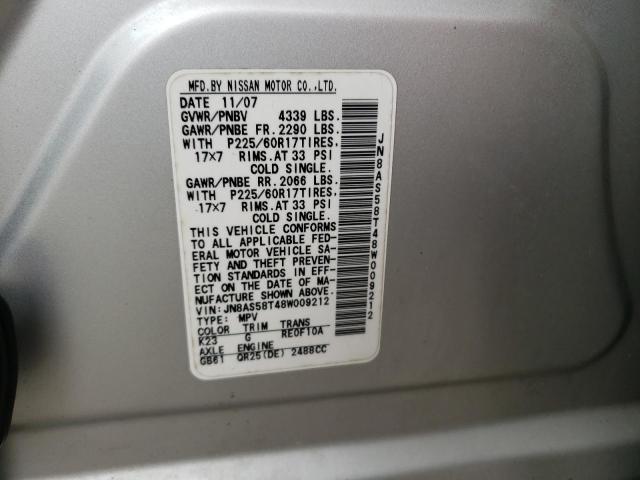 MFD.BY NISSAN MOTOR CO.,LTD.
DATE 11/07
GVWR/PNBV 4339 LBS.
GAWR/PNBE FR. 2290 LBS.
WITH P225/60R17TIRES,
17×7 RIMS.AT 33 PSI
COLD SINGLE.
GAWR/PNBE RR. 2066 LBS.
WITH P225/60R17TIRES,
17×7 RIMS.AT 33 PSI
COLD SINGLE.
THIS VEHICLE CONFORMS
TO ALL APPLICABLE FED-
ERAL MOTOR VEHICLE SA-
FETY AND THEFT PREVEN-
TION STANDARDS IN EFF-
ECT ON THE DATE OF MA-
NUFACTURE SHOWN ABOVE.
VIN: JN8AS58T48W009212
TYPE: MPV
COLOR TRIM TRANS
K23 G RE0F10A
AXLE ENGINE
GB61 QR25(DE) 2488CC
JN8AS58T48W009212